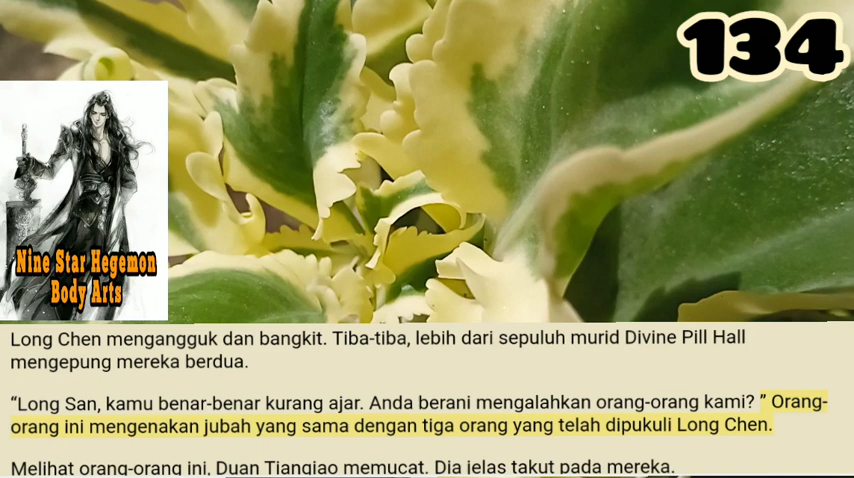 134
Nine Star Hegemon
Body Arts
Long Chen mengangguk dan bangkit. Tiba-tiba, lebih dari sepuluh murid Divine Pill Hall
mengepung mereka berdua.
“Long San, kamu benar-benar kurang ajar. Anda berani mengalahkan orang-orang kami? ” Orang-
orang ini mengenakan jubah yang sama dengan tiga orang yang telah dipukuli Long Chen.
Melihat orang-orang ini, Duan Tianqiao memucat. Dia jelas takut pada mereka.